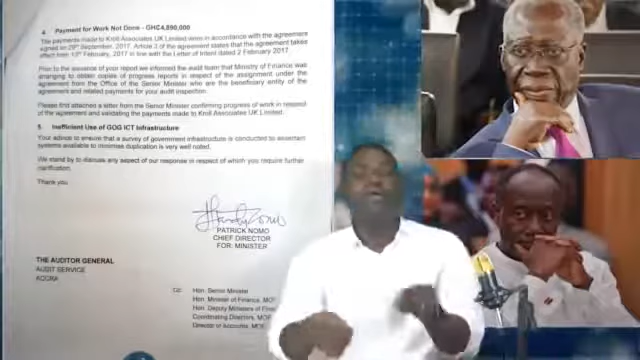 4. Payment for Work Not Done - GHC4,890,000
The payments made to Kroll Associates UK Limited were in accordance with the agreement
signed on 29th September, 2017. Article 3 of the agreement states that the agreement takes
effect from 13th February, 2017 in line with the Letter of Intent dated 2 February 2017.
Prior to the issuance of your report we informed the audit team that Ministry of Finance was
arranging to obtain copies of progress reports in respect of the assignment under the
agreement from the Office of the Senior Minister who are the beneficiary entity of the
agreement and related payments for your audit inspection.
Please find attached a letter from the Senior Minister confirming progress of work in respect
of the agreement and validating the payments made to Kroll Associates UK Limited.
5. Inefficient Use of GOG ICT Infrastructure
Your advice to ensure that a survey of government infrastructure is conducted to ascertain
systems available to minimise duplication is very well noted.
We stand by to discuss any aspect of our response in respect of which you require further
clarification.
Thank you
PATRICK NOMO
CHIEF DIRECTOR
FOR: MINISTER
THE AUDITOR GENERAL
AUDIT SERVICE
ACCRA
Hon. Senior Minister
Hon. Minister of Finance, MOF
Hon. Deputy Ministers of
Coordinating Directors, MOF
Director of Accounts,